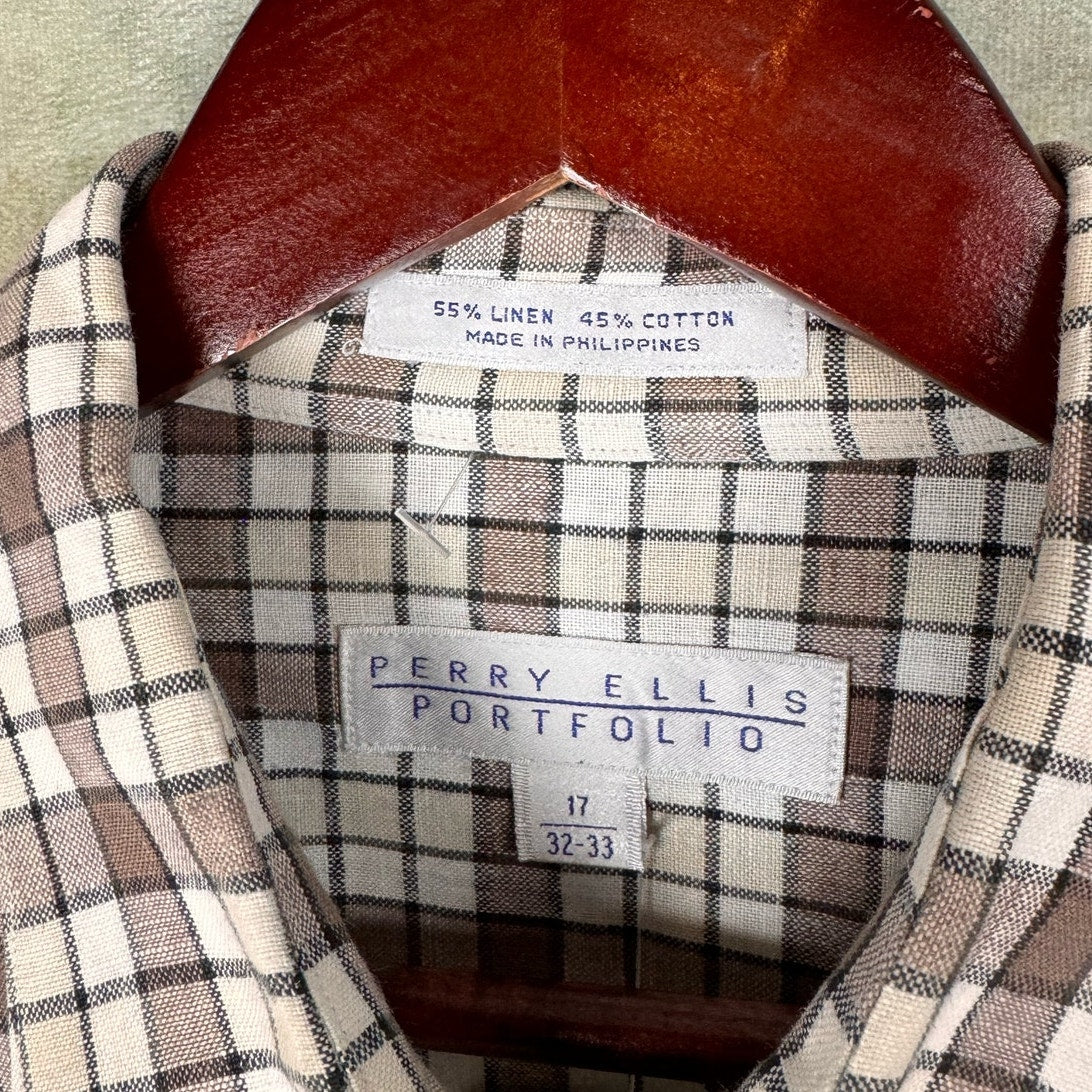 55% LINEN 45% COTTON
MADE IN PHILIPPINES
PERRY ELLIS
PORTFOLIO
17
32-33